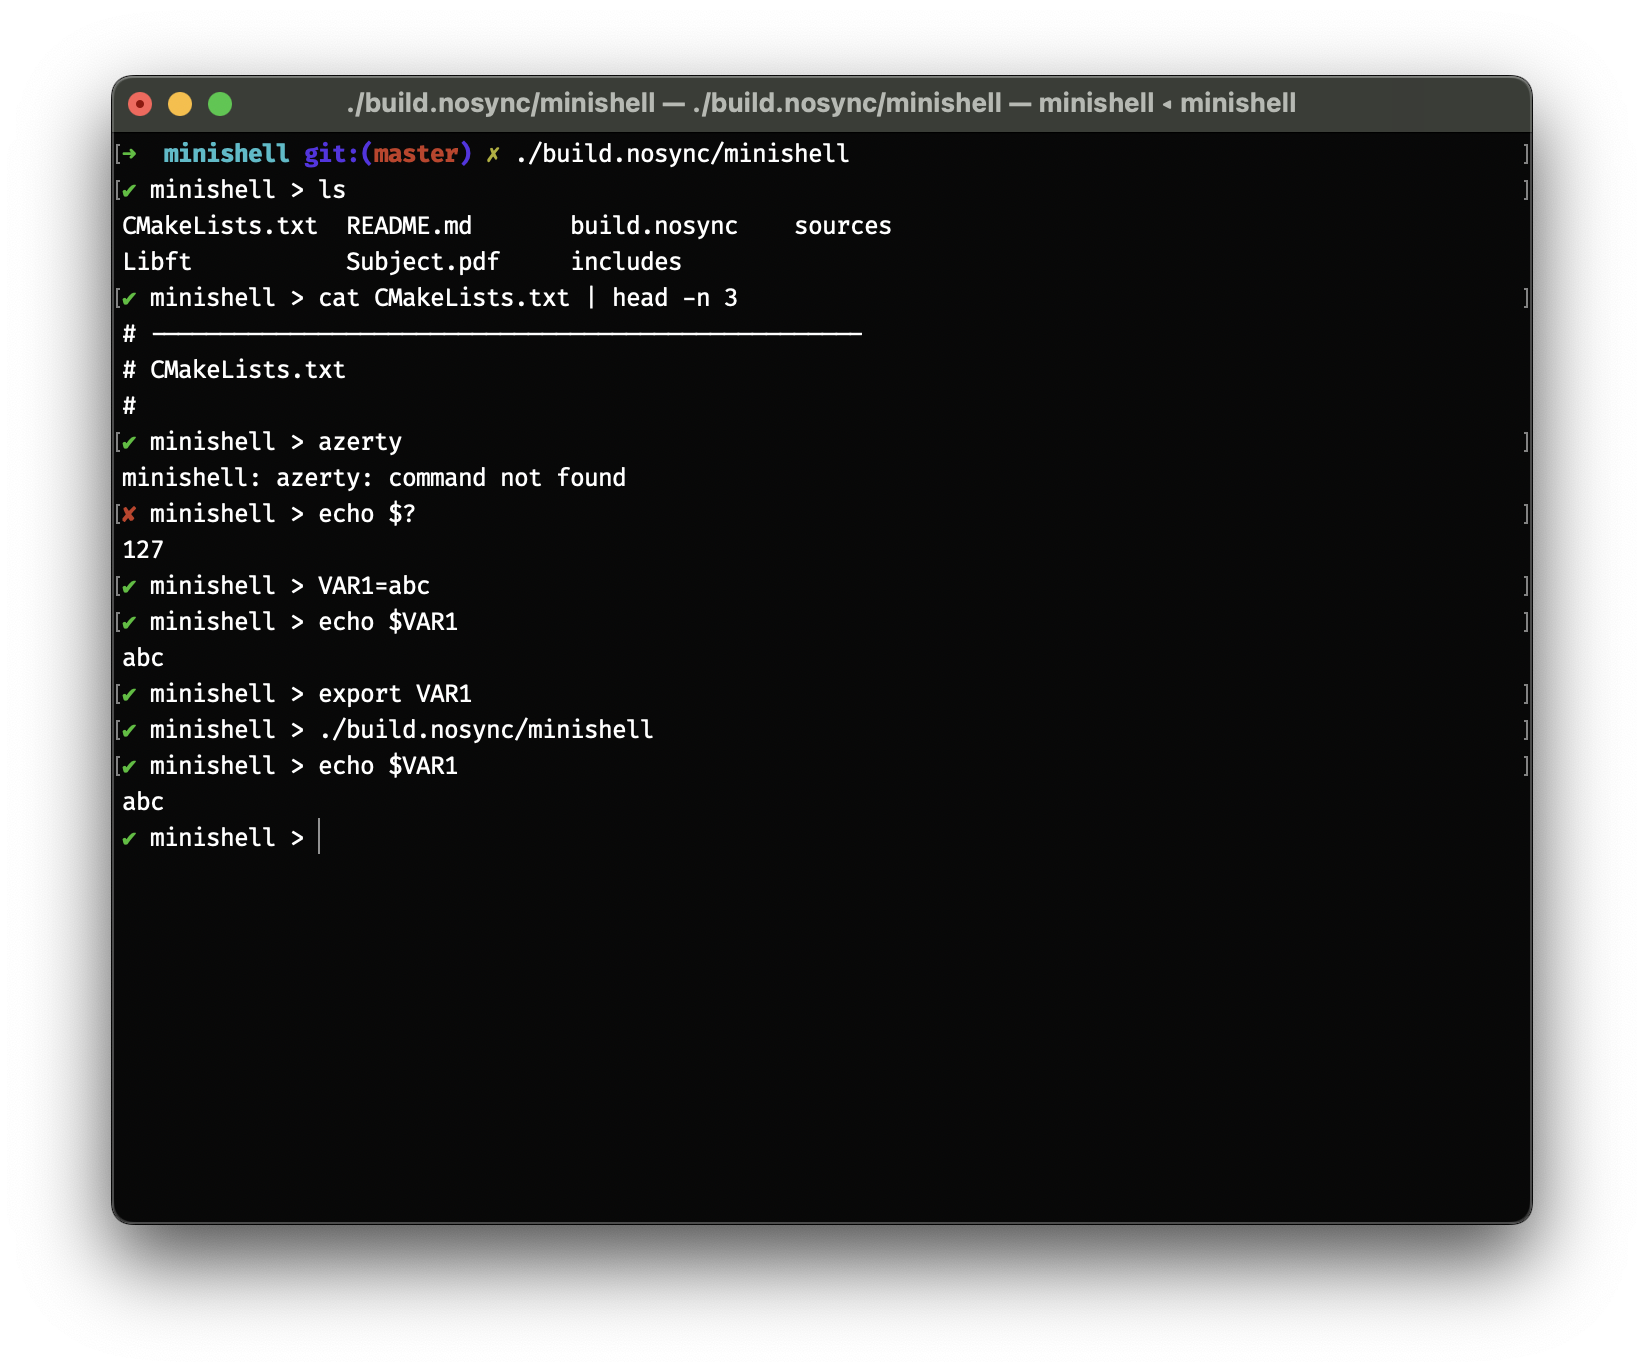 ./build.nosync/minishell — ./build.nosync/minishell — minishell ◂ minishell
[➜  minishell git:(master) ✗ ./build.nosync/minishell ]
[✔ minishell > ls ]
CMakeLists.txt  README.md       build.nosync    sources
Libft           Subject.pdf     includes
[✔ minishell > cat CMakeLists.txt | head -n 3 ]
# ———————————————————————————————————————————————————
# CMakeLists.txt
#
[✔ minishell > azerty ]
minishell: azerty: command not found
[✘ minishell > echo $? ]
127
[✔ minishell > VAR1=abc ]
[✔ minishell > echo $VAR1 ]
abc
[✔ minishell > export VAR1 ]
[✔ minishell > ./build.nosync/minishell ]
[✔ minishell > echo $VAR1 ]
abc
✔ minishell >